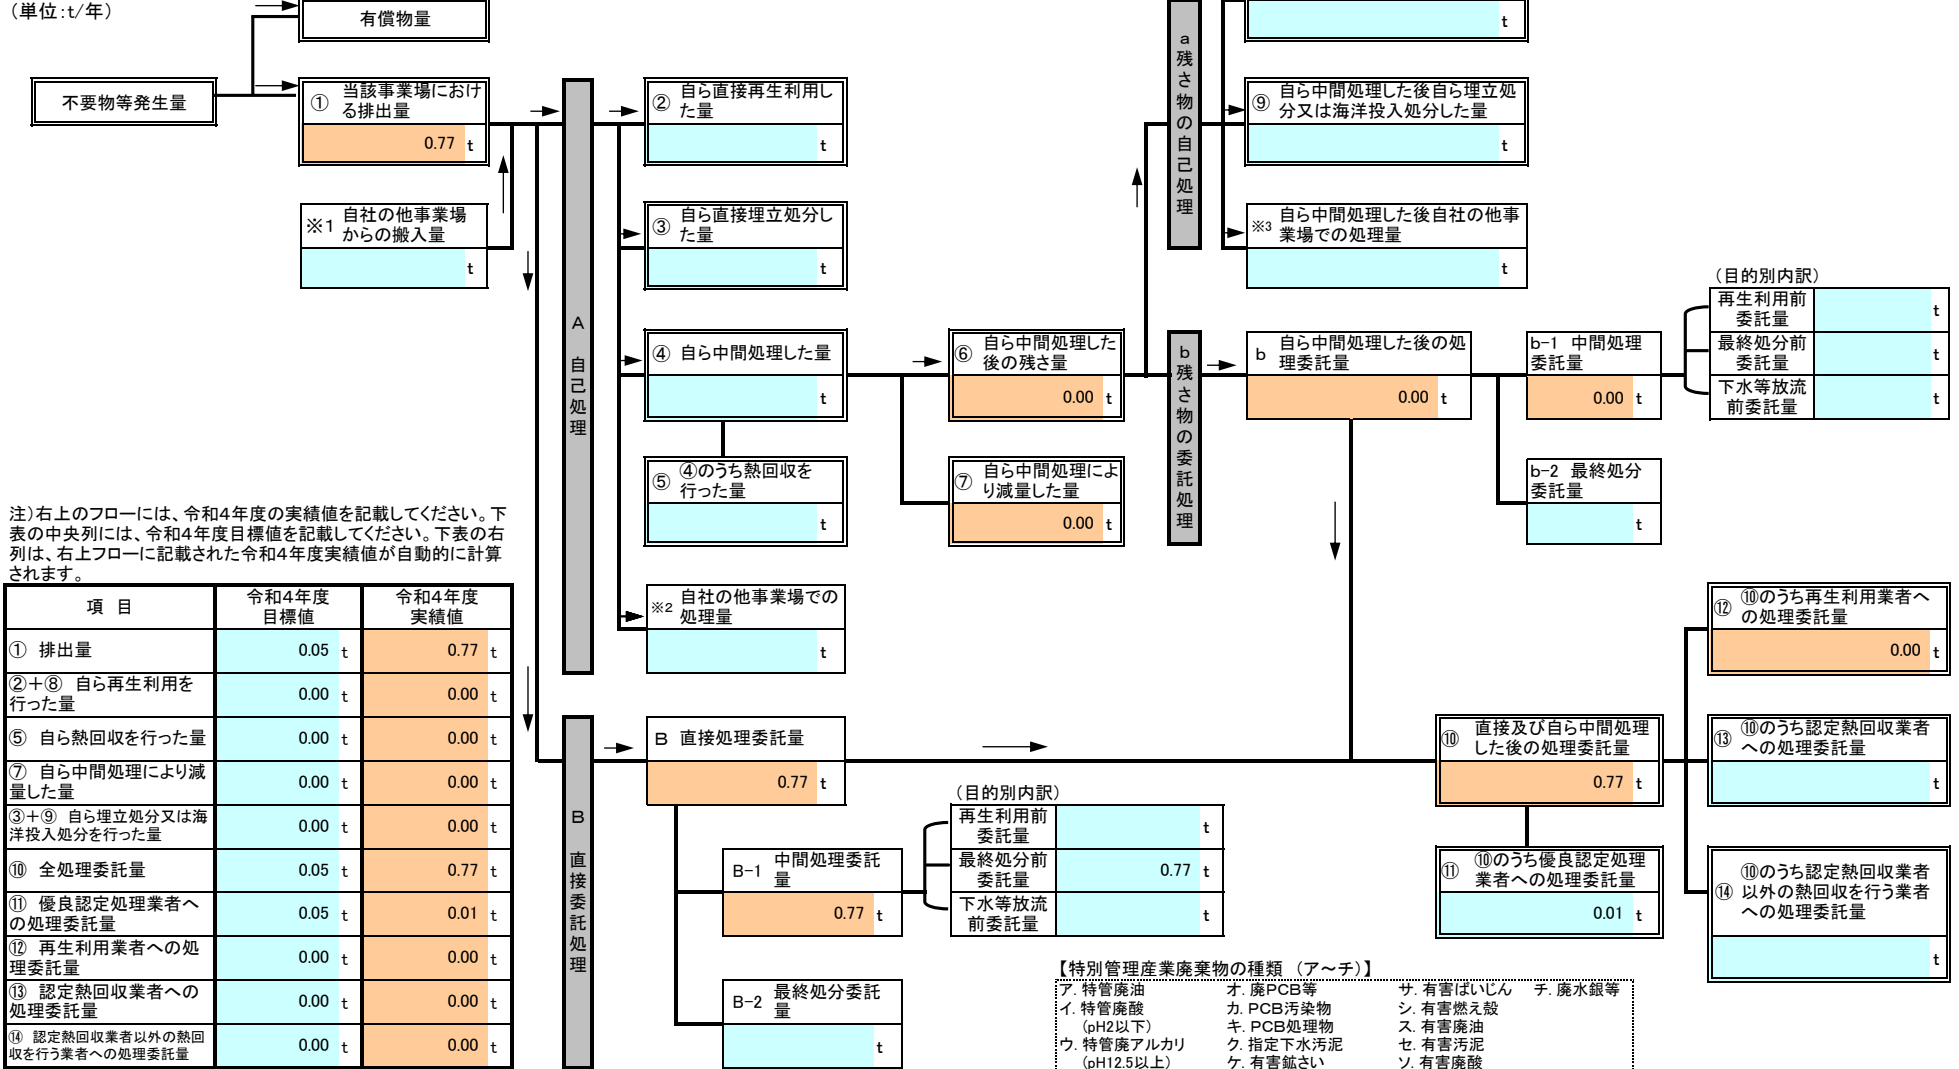 （単位：t/年）
有償物量
不要物等発生量
① 当該事業場におけ
る排出量
0.77 t
※1 自社の他事業場
からの搬入量
t
A 自己処理
② 自ら直接再生利用し
た量
t
③ 自ら直接埋立処分し
た量
t
④ 自ら中間処理した量
t
⑤ ④のうち熱回収を
行った量
t
※2 自社の他事業場での
処理量
t
⑥ 自ら中間処理した
後の残さ量
0.00 t
⑦ 自ら中間処理によ
り減量した量
0.00 t
a 残さ物の自己処理
t
⑨ 自ら中間処理した後自ら埋立処
分又は海洋投入処分した量
t
※3 自ら中間処理した後自社の他事
業場での処理量
t
b 残さ物の委託処理
b 自ら中間処理した後の処
理委託量
0.00 t
b-1 中間処理
委託量
0.00 t
b-2 最終処分
委託量
t
（目的別内訳）
再生利用前
委託量
t
最終処分前
委託量
t
下水等放流
前委託量
t
注）右上のフローには、令和４年度の実績値を記載してください。下
表の中央列には、令和４年度目標値を記載してください。下表の右
列は、右上フローに記載された令和４年度実績値が自動的に計算
されます。
項 目
令和４年度
目標値
令和４年度
実績値
① 排出量 0.05 t 0.77 t
②＋⑧ 自ら再生利用を
行った量 0.00 t 0.00 t
⑤ 自ら熱回収を行った量 0.00 t 0.00 t
⑦ 自ら中間処理により減
量した量 0.00 t 0.00 t
③＋⑨ 自ら埋立処分又は海
洋投入処分を行った量 0.00 t 0.00 t
⑩ 全処理委託量 0.05 t 0.77 t
⑪ 優良認定処理業者へ
の処理委託量 0.05 t 0.01 t
⑫ 再生利用業者への処
理委託量 0.00 t 0.00 t
⑬ 認定熱回収業者への
処理委託量 0.00 t 0.00 t
⑭ 認定熱回収業者以外の熱回
収を行う業者への処理委託量 0.00 t 0.00 t
B 直接委託処理
B 直接処理委託量
0.77 t
B-1 中間処理委託
量
0.77 t
B-2 最終処分委託
量
t
（目的別内訳）
再生利用前
委託量
t
最終処分前
委託量
0.77 t
下水等放流
前委託量
t
⑩ 直接及び自ら中間処理
した後の処理委託量
0.77 t
⑪ ⑩のうち優良認定処理
業者への処理委託量
0.01 t
⑫ ⑩のうち再生利用業者へ
の処理委託量
0.00 t
⑬ ⑩のうち認定熱回収業者
への処理委託量
t
⑭ ⑩のうち認定熱回収業者
以外の熱回収を行う業者
への処理委託量
t
【特別管理産業廃棄物の種類 （ア～チ）】
ア. 特管廃油 オ. 廃PCB等 サ. 有害ばいじん チ. 廃水銀等
イ. 特管廃酸 カ. PCB汚染物 シ. 有害燃え殻
（pH2以下） キ. PCB処理物 ス. 有害廃油
ウ. 特管廃アルカリ ク. 指定下水汚泥 セ. 有害汚泥
（pH12.5以上） ケ. 有害鉱さい ソ. 有害廃酸